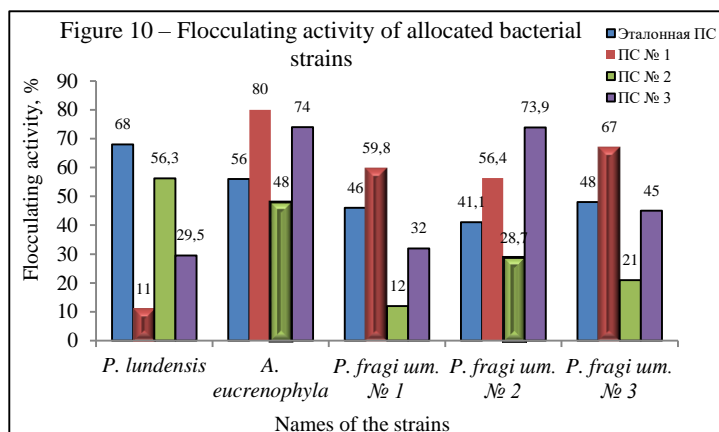 Figure 10 – Flocculating activity of allocated bacterial
strains
Эталонная ПС
ПС № 1
ПС № 2
ПС № 3
Flocculating activity, %
90
80
70
60
50
40
30
20
10
0
68
11
56,3
29,5
56
80
48
74
46
59,8
12
32
41,1
56,4
28,7
73,9
48
67
21
45
P. lundensis
A.
eucrenophyla
P. fragi шт.
№ 1
P. fragi шт.
№ 2
P. fragi шт.
№ 3
Names of the strains